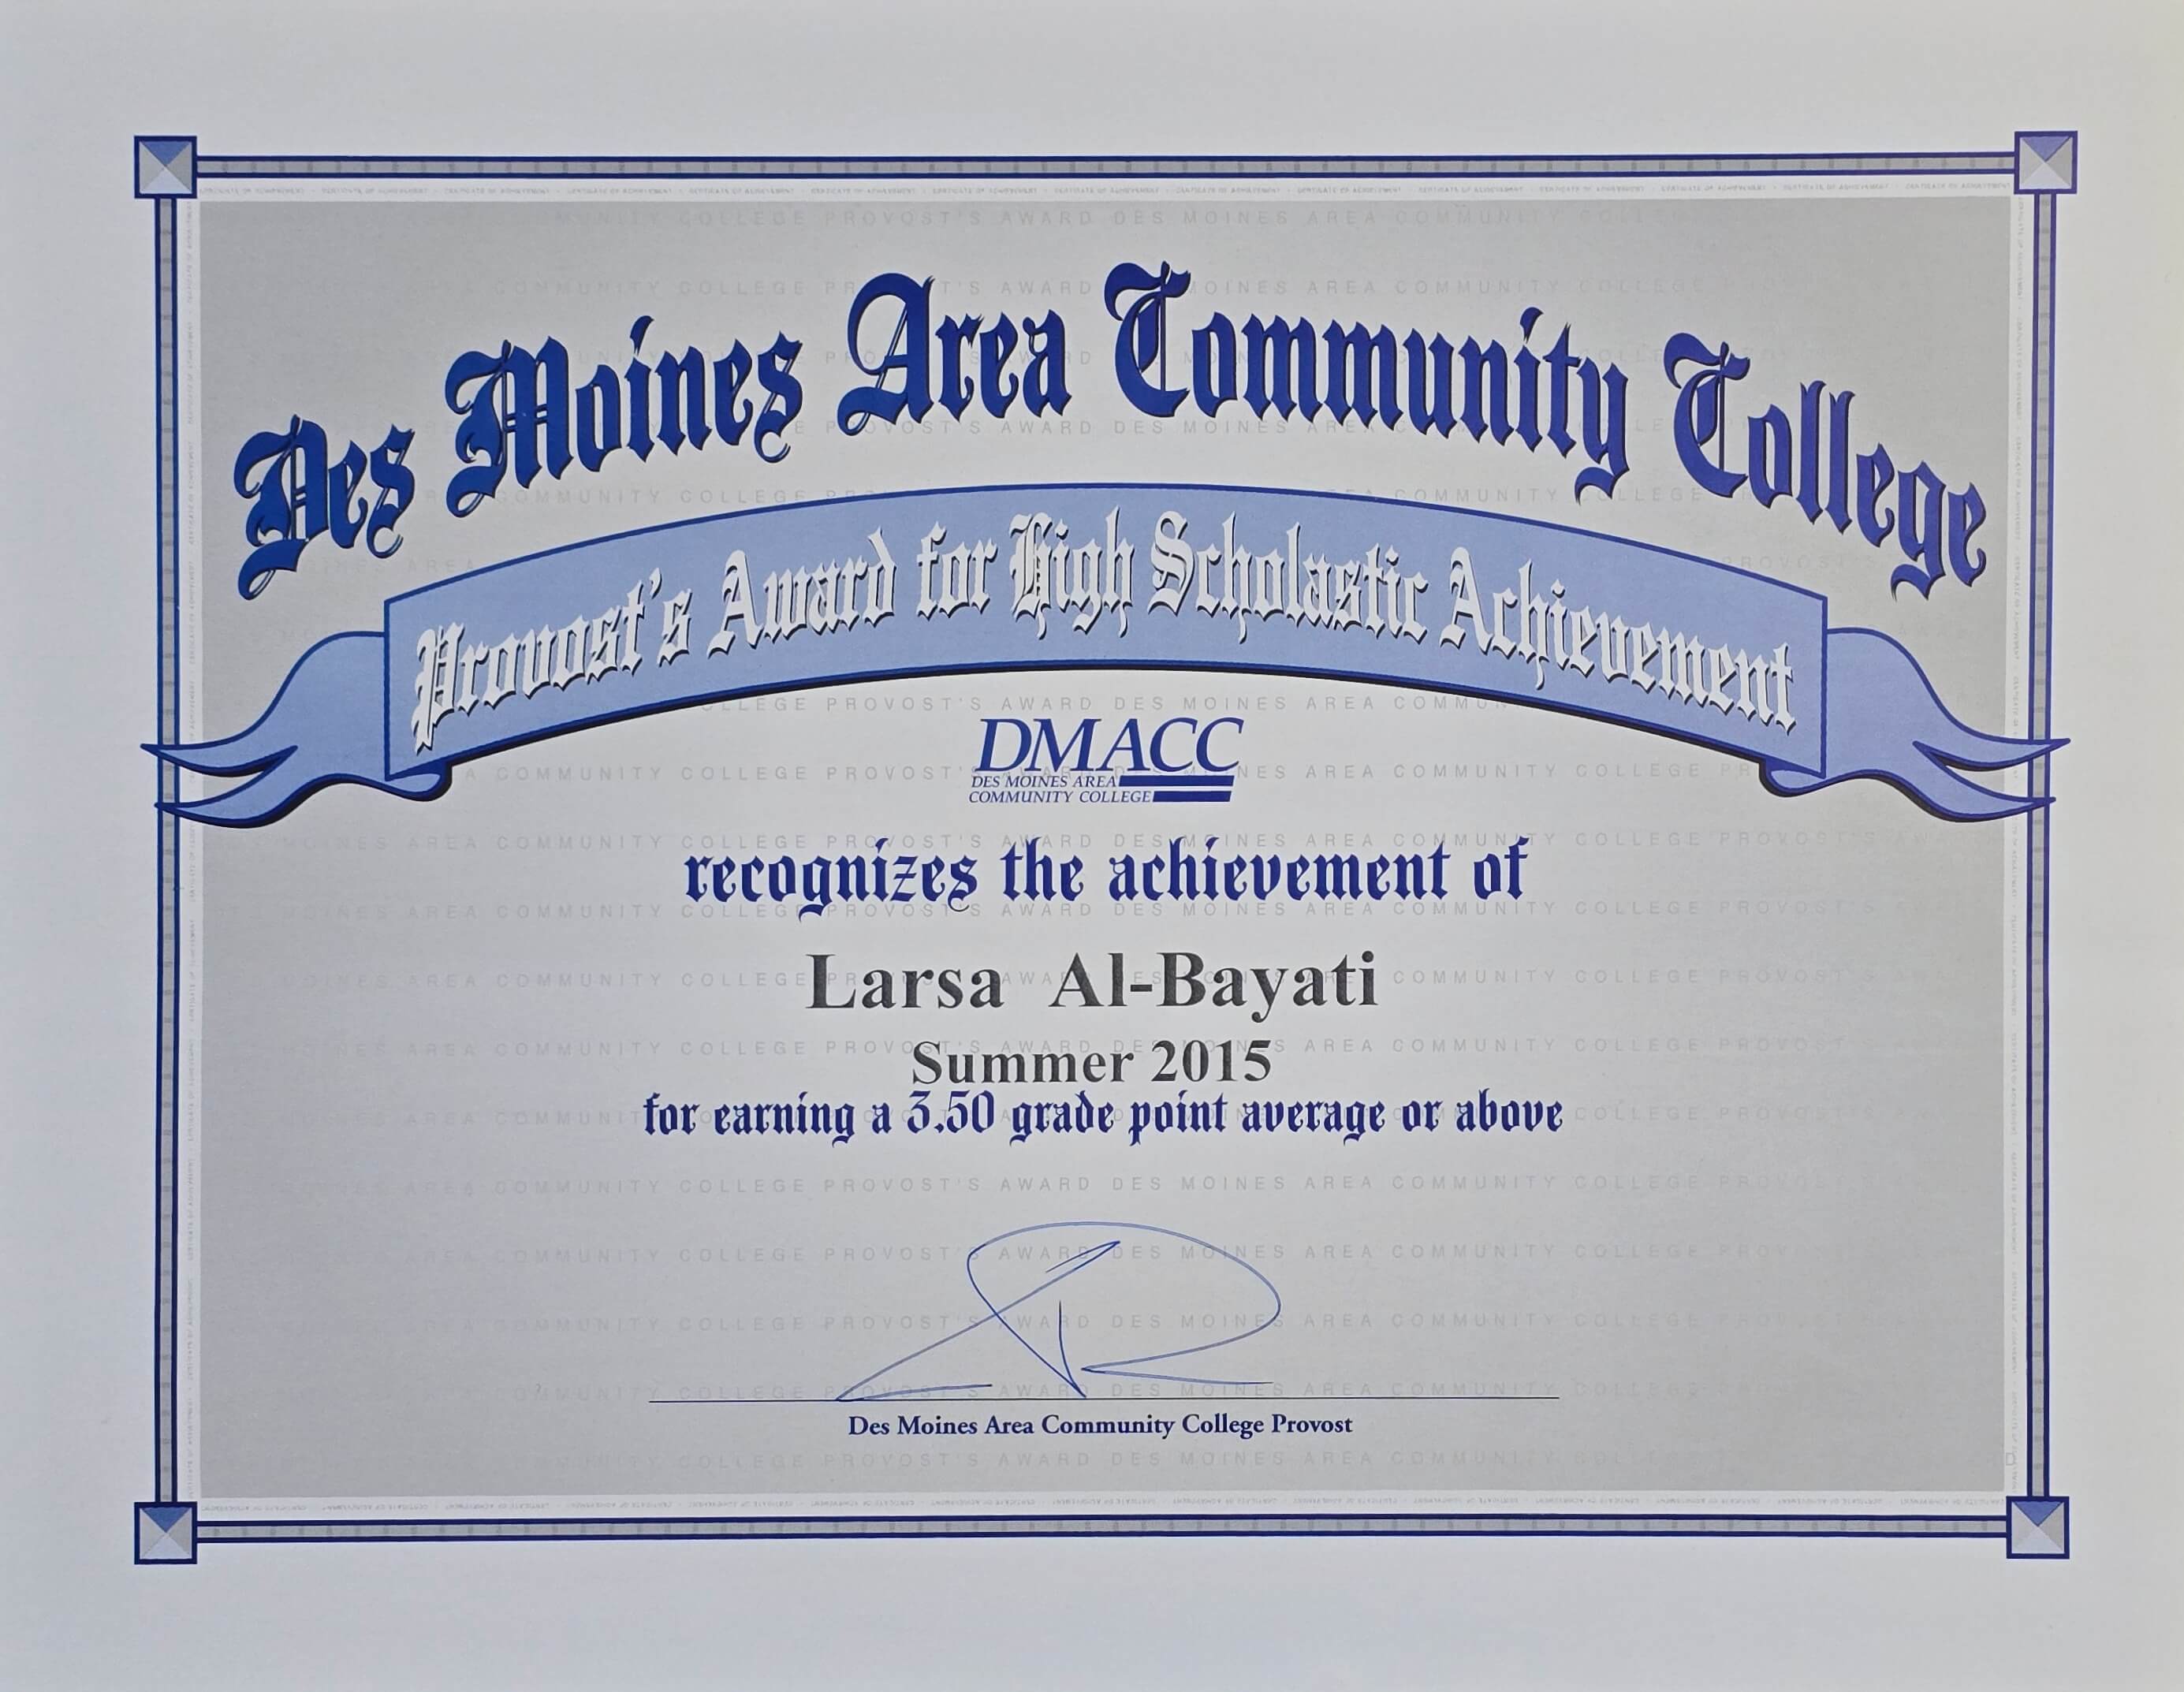 Des Moines Area Community College
Provost's Award for High Scholastic Achievement
DMACC
DES MOINES AREA
COMMUNITY COLLEGE
recognizes the achievement of
Larsa Al-Bayati
Summer 2015
for earning a 3.50 grade point average or above
Des Moines Area Community College Provost